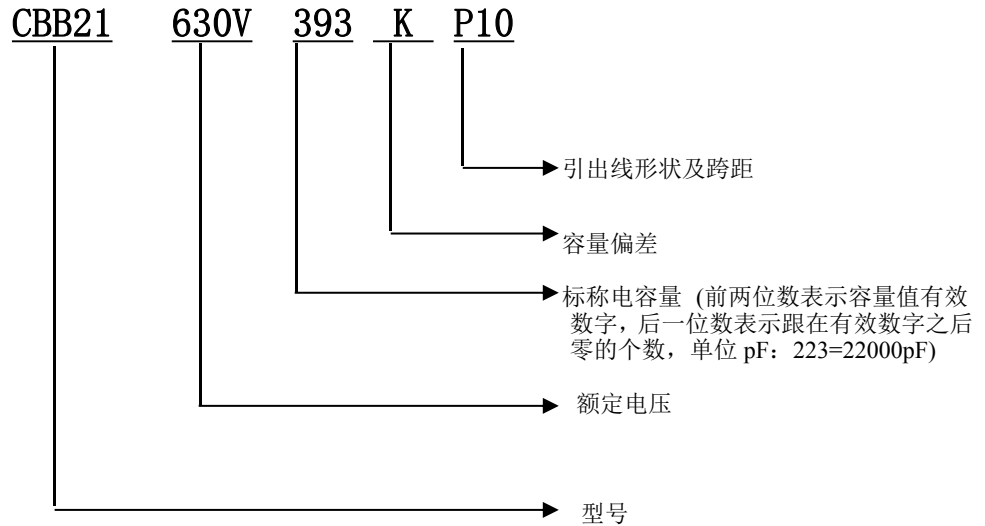 CBB21 630V 393 K P10
引出线形状及跨距
容量偏差
标称电容量 (前两位数表示容量值有效
数字，后一位数表示跟在有效数字之后
零的个数，单位 pF：223=22000pF)
额定电压
型号